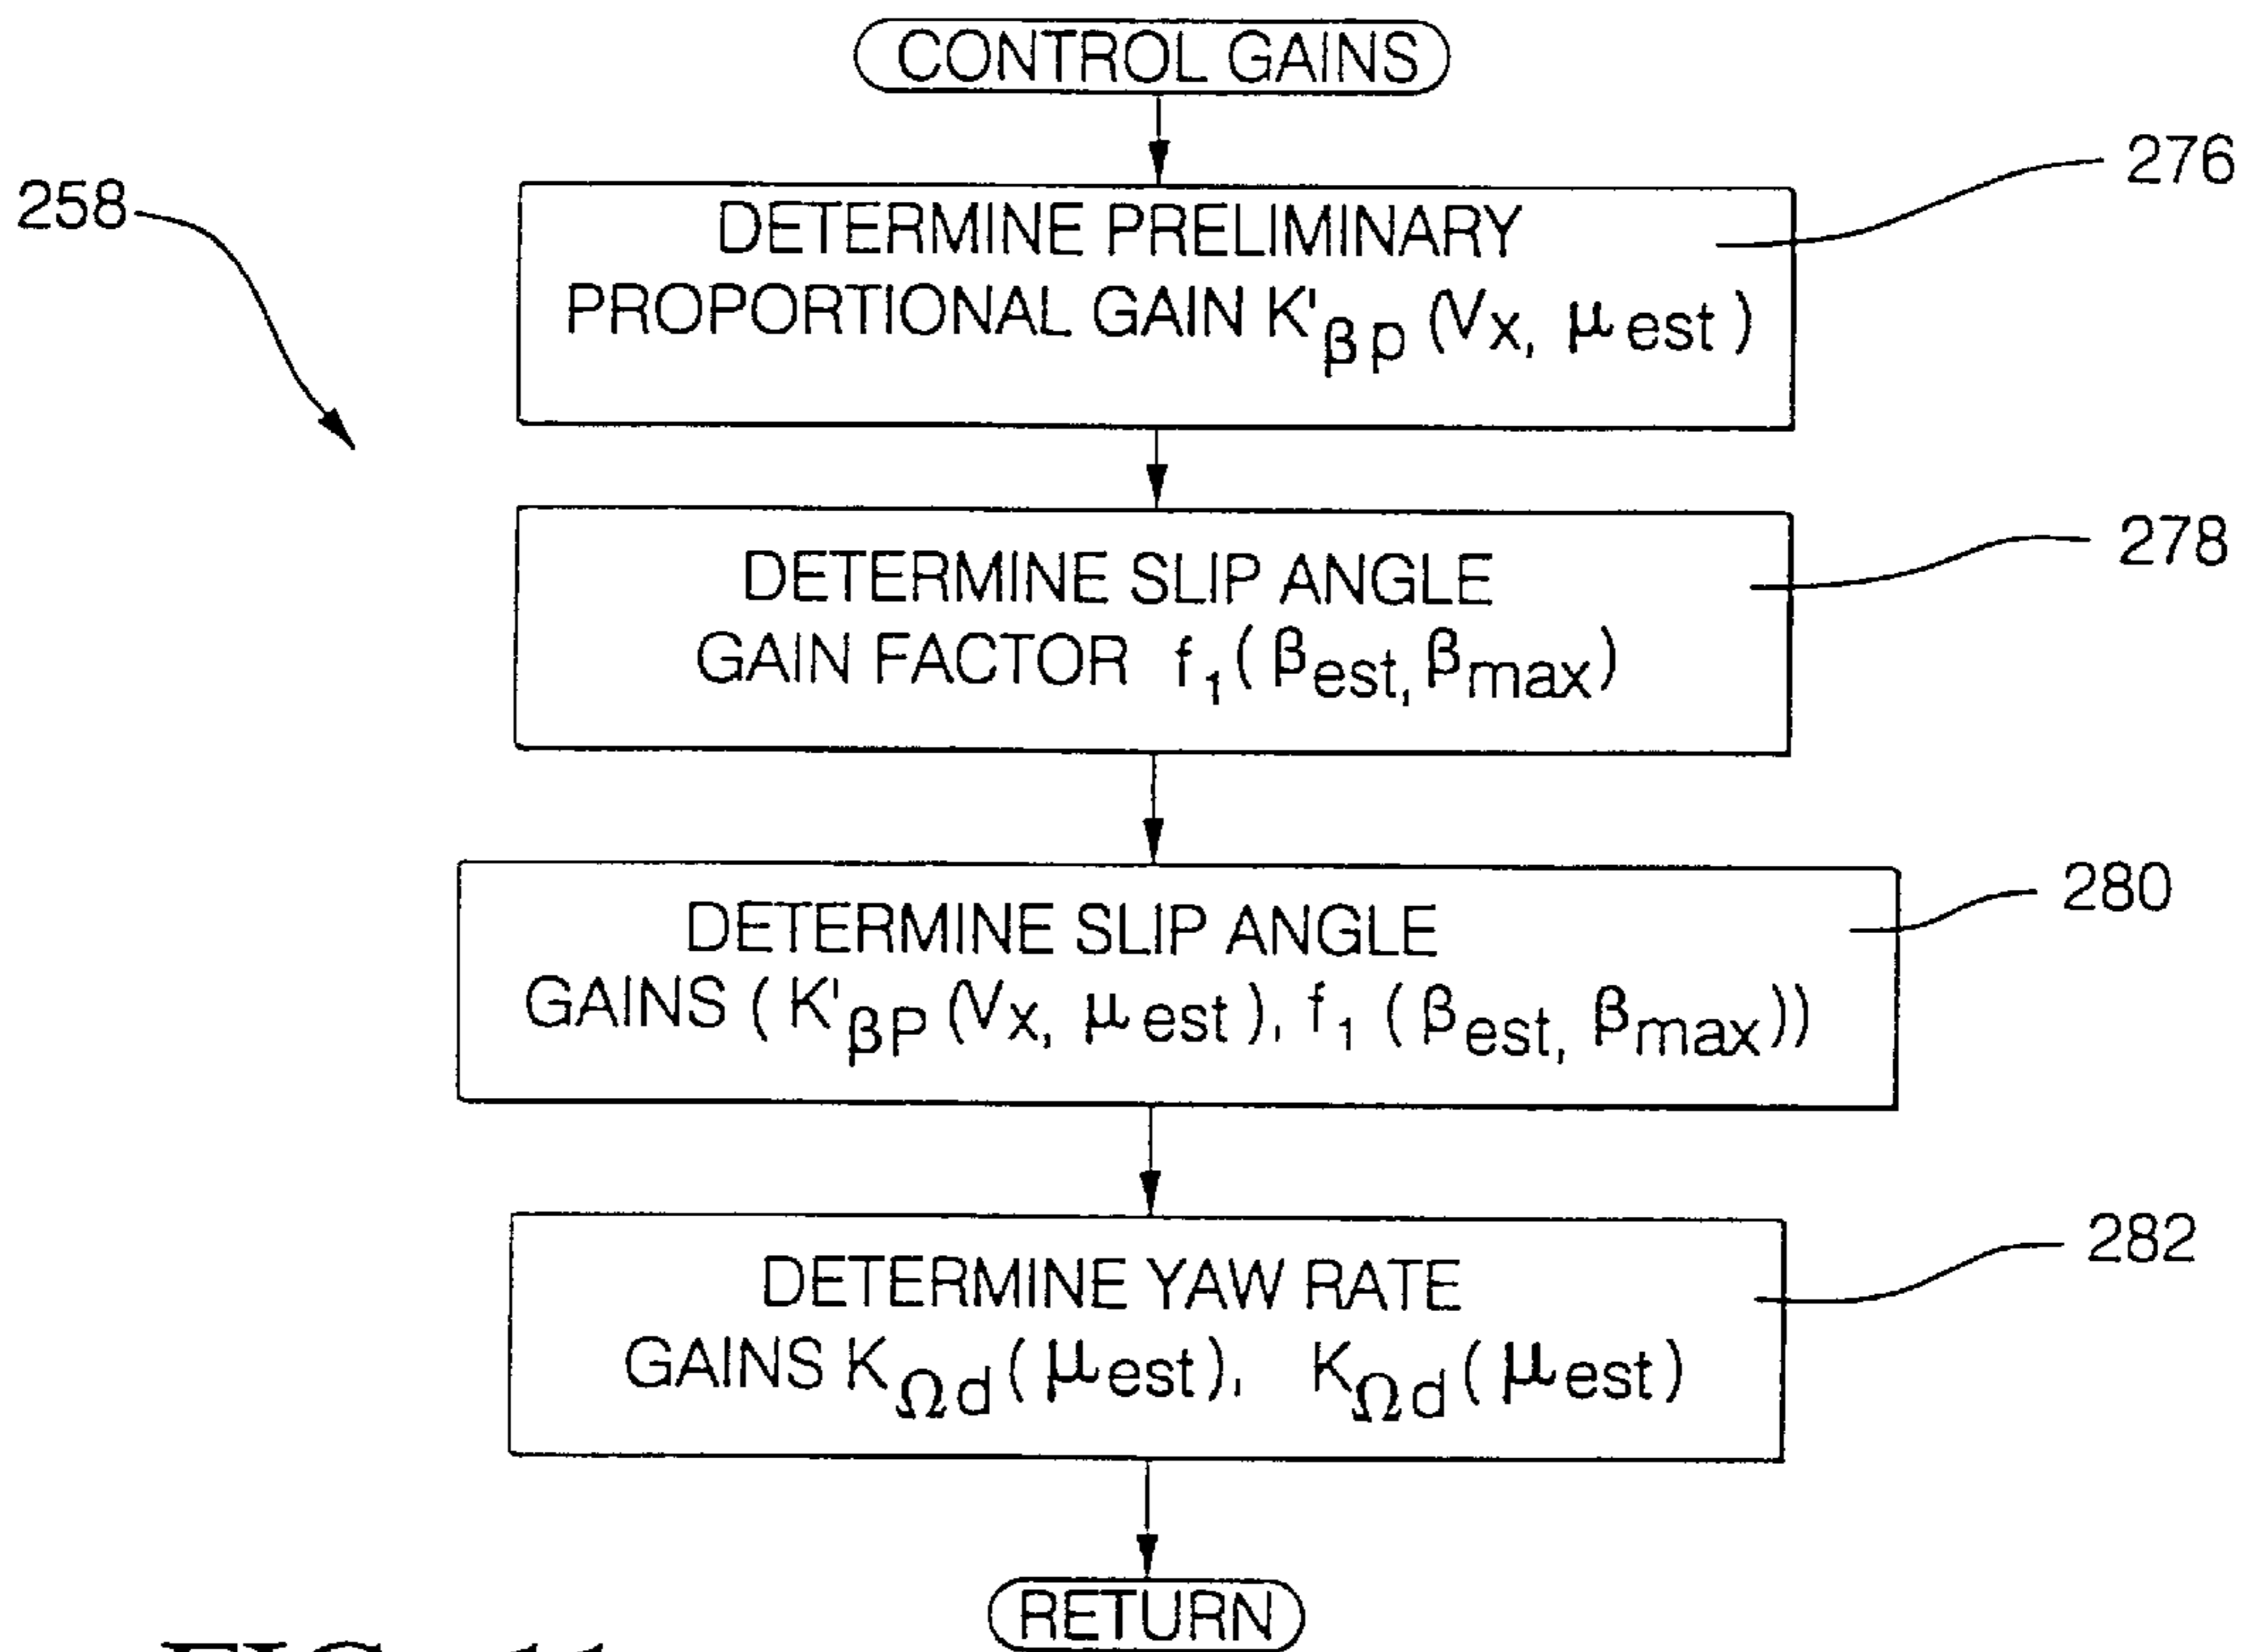 CONTROL GAINS
276
258
DETERMINE PRELIMINARY
PROPORTIONAL GAIN K'βp (Vx, μest)
278
DETERMINE SLIP ANGLE
GAIN FACTOR f1(βest, βmax)
280
DETERMINE SLIP ANGLE
GAINS (K'βP (Vx, μest), f1 (βest, βmax))
282
DETERMINE YAW RATE
GAINS KΩd(μest), KΩd(μest)
RETURN